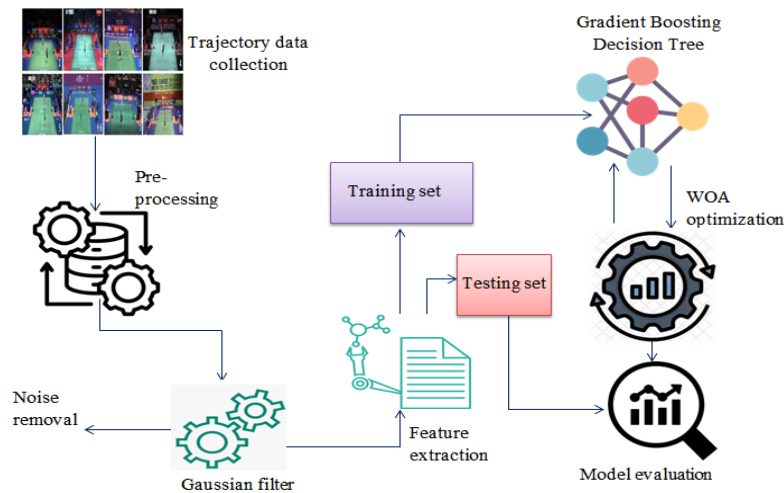 Trajectory data
collection
Gradient Boosting
Decision Tree
Pre-
processing
Training set
WOA
optimization
Testing set
Noise
removal
Feature
extraction
Gaussian filter
Model evaluation